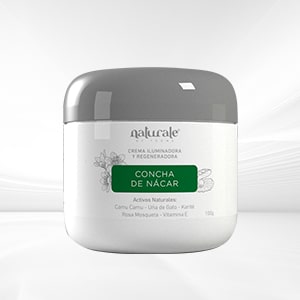 naturale
CREMA ILUMINADORA
Y REGENERADORA
CONCHA
DE NÁCAR
Activos Naturales:
Camu Camu - Uña de Gato - Karité
Rosa Mosqueta - Vitamina E